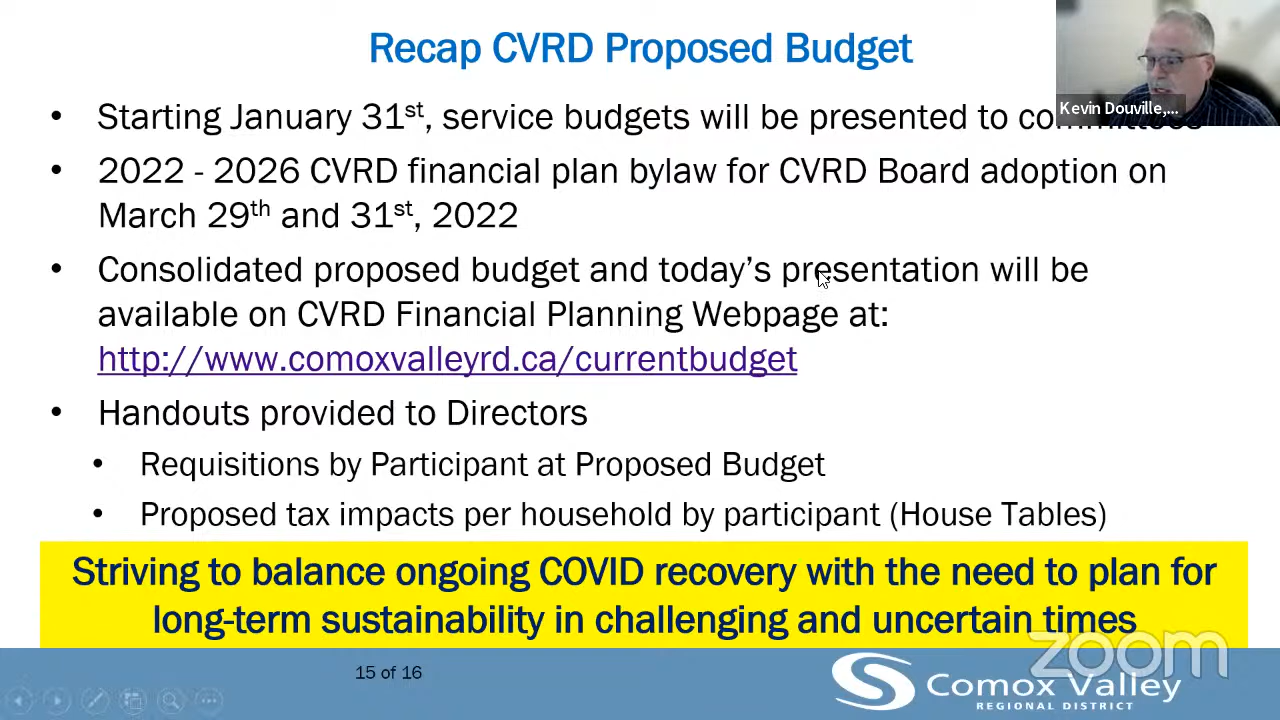 Recap CVRD Proposed Budget
Kevin Douville,...
• Starting January 31st, service budgets will be presented to committees
• 2022 - 2026 CVRD financial plan bylaw for CVRD Board adoption on
March 29th and 31st, 2022
• Consolidated proposed budget and today's presentation will be
available on CVRD Financial Planning Webpage at:
http://www.comoxvalleyrd.ca/currentbudget
• Handouts provided to Directors
• Requisitions by Participant at Proposed Budget
• Proposed tax impacts per household by participant (House Tables)
Striving to balance ongoing COVID recovery with the need to plan for
long-term sustainability in challenging and uncertain times
zoom
15 of 16
Comox Valley
REGIONAL DISTRICT